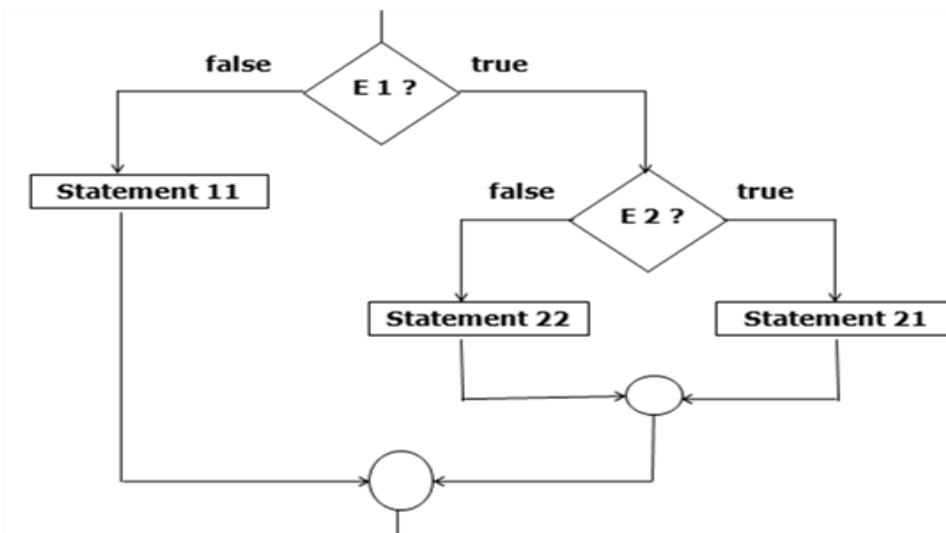 false
true
E 1 ?
Statement 11
false
true
E 2 ?
Statement 22
Statement 21